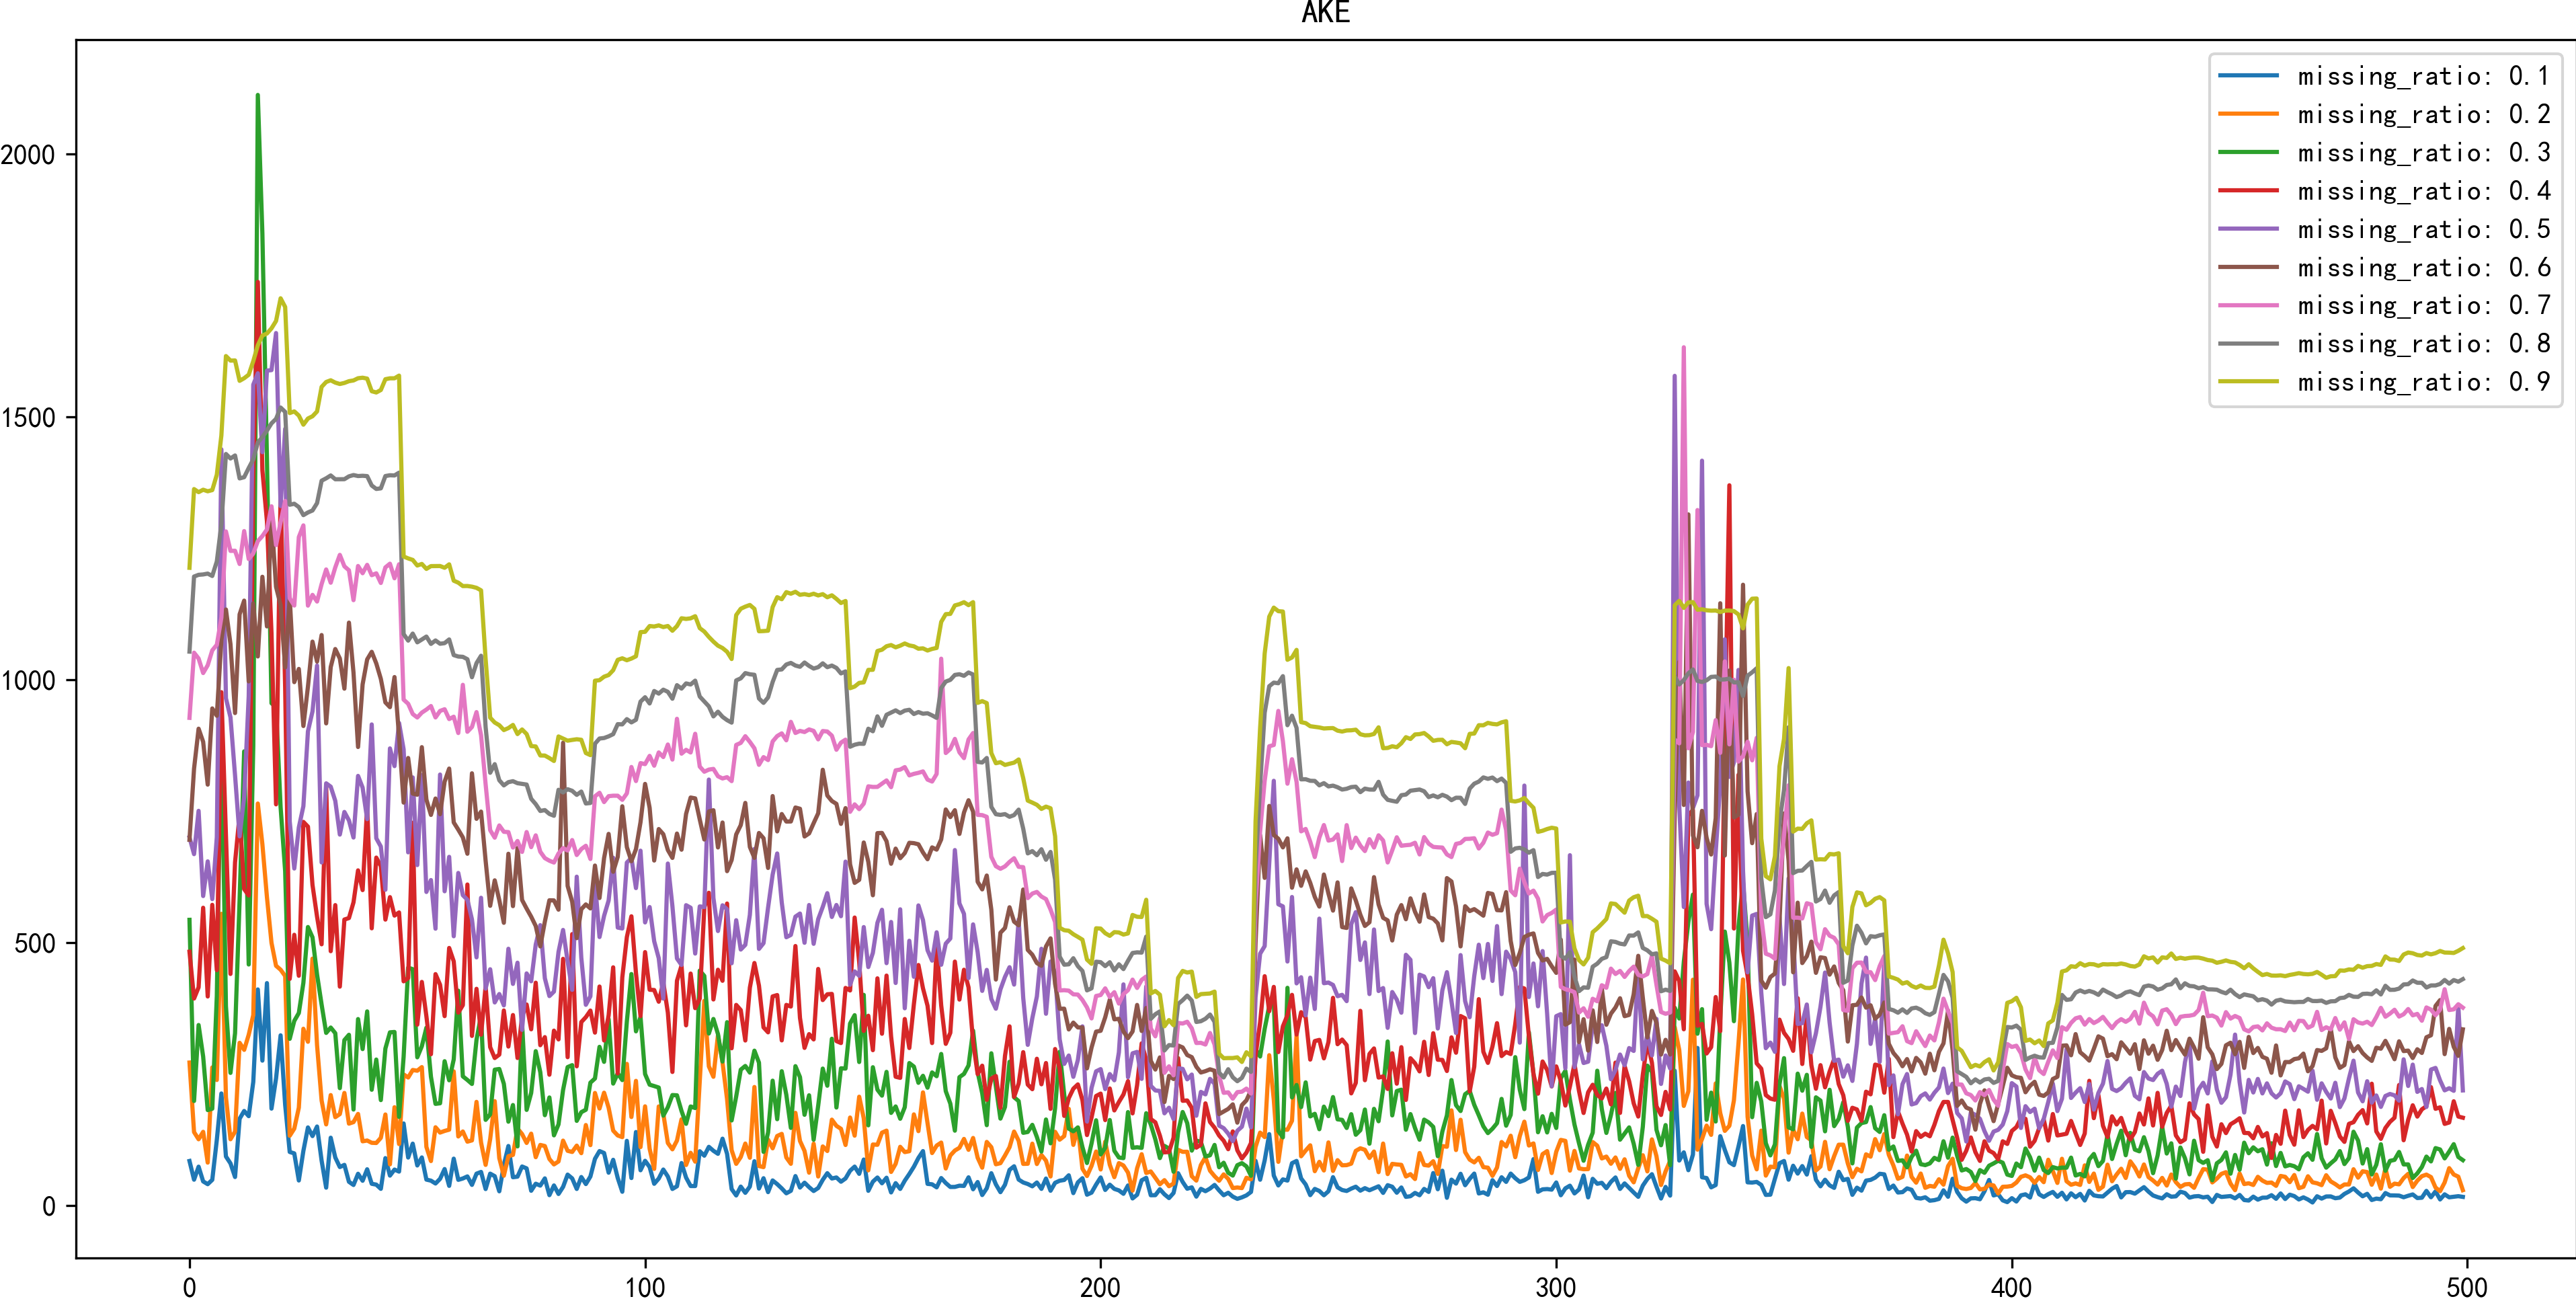 AKE
missing_ratio: 0.1
missing_ratio: 0.2
missing_ratio: 0.3
missing_ratio: 0.4
missing_ratio: 0.5
missing_ratio: 0.6
missing_ratio: 0.7
missing_ratio: 0.8
missing_ratio: 0.9
2000
1500
1000
500
0
0 100 200 300 400 500